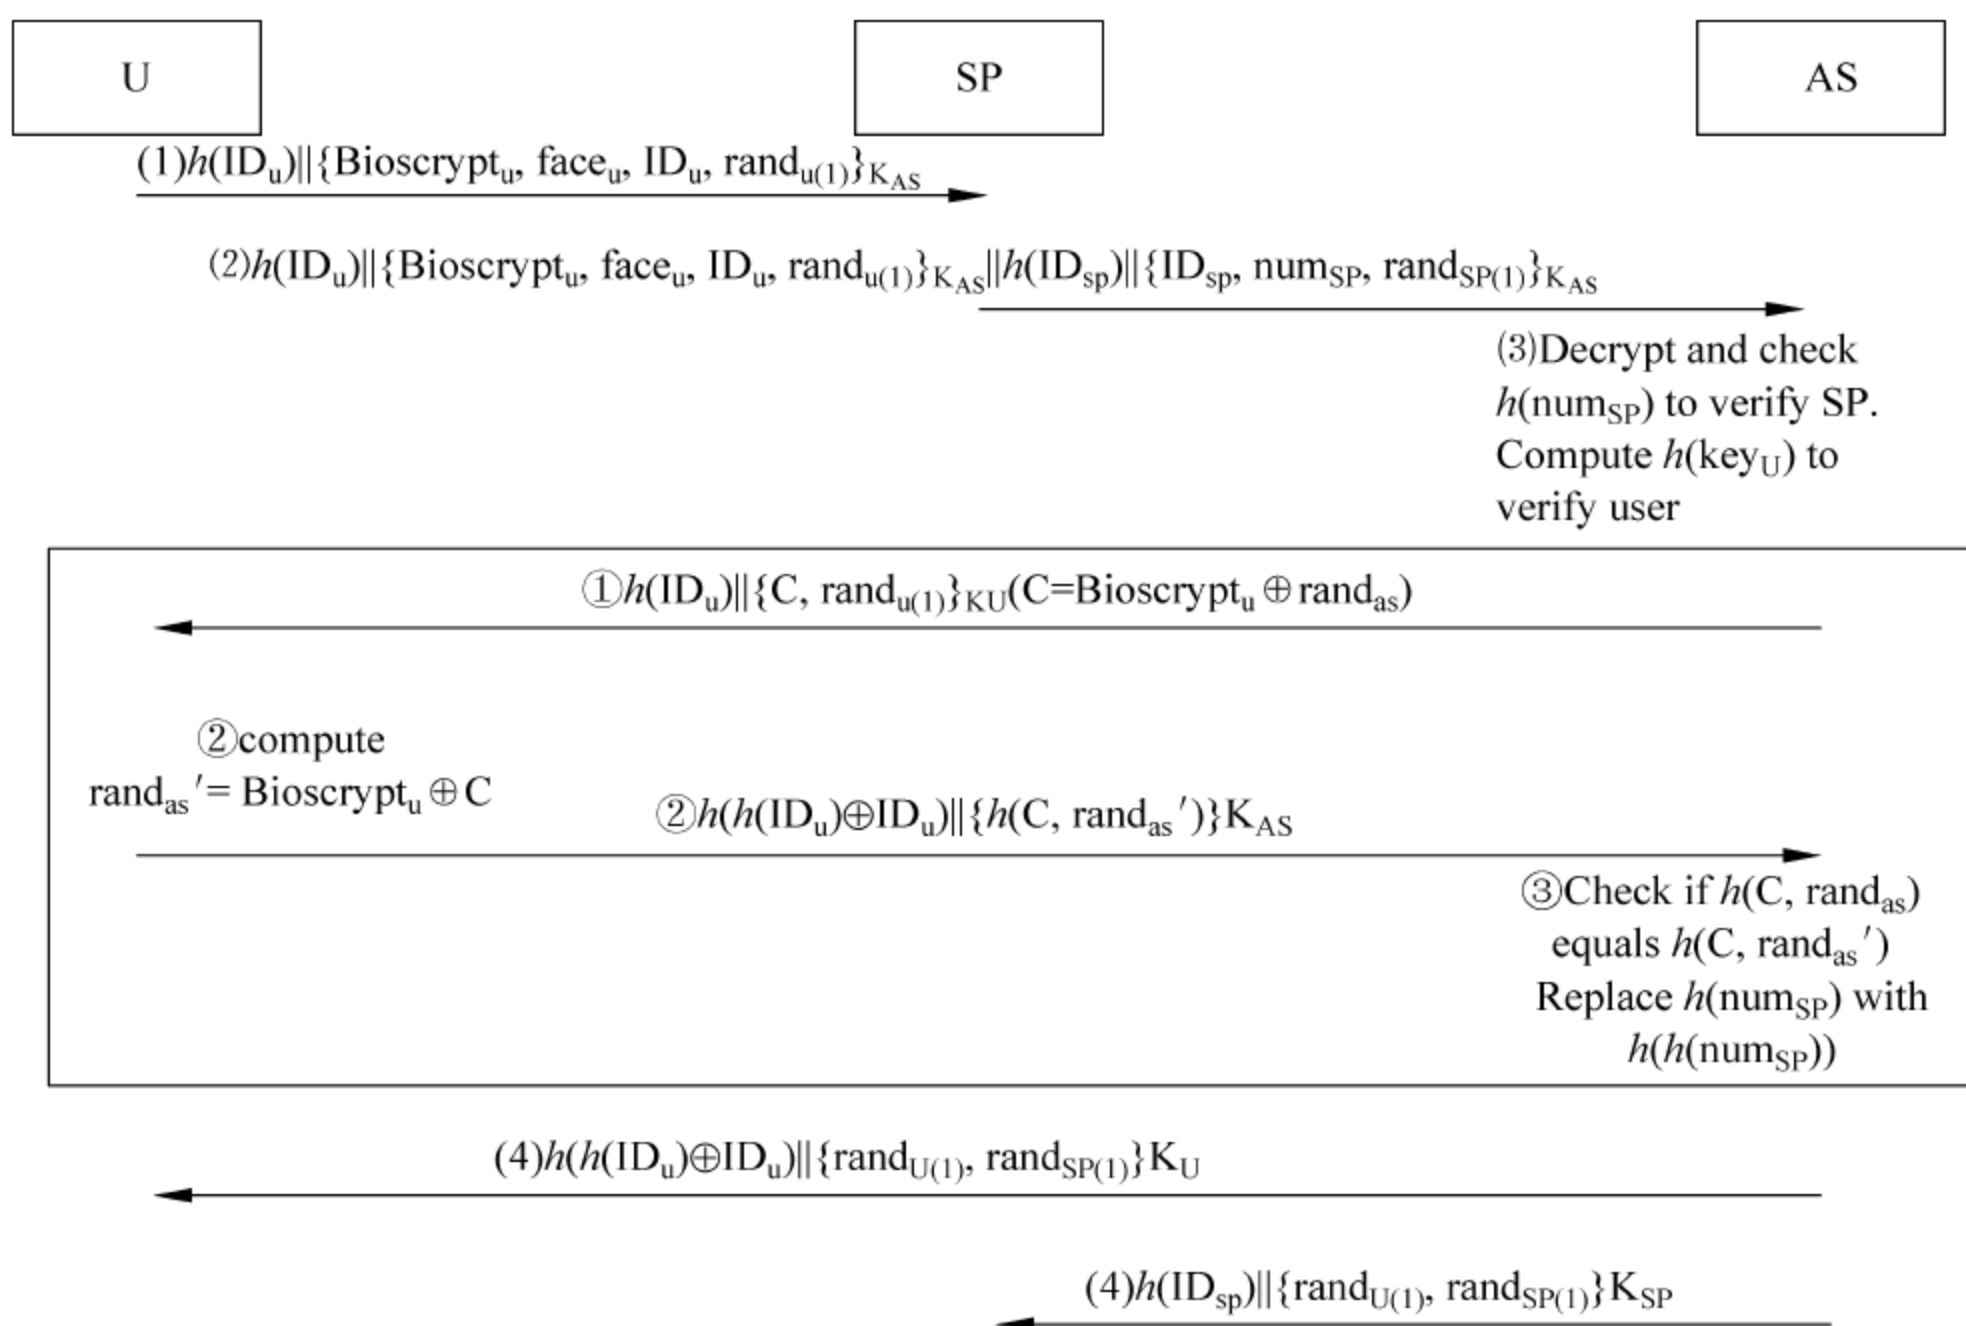 U
SP
AS
(1)h(IDu)||{Bioscryptu, faceu, IDu, randu(1)}KAS
(2)h(IDu)||{Bioscryptu, faceu, IDu, randu(1)}KAS||h(IDsp)||{IDsp, numSP, randSP(1)}KAS
(3)Decrypt and check
h(numSP) to verify SP.
Compute h(keyU) to
verify user
①h(IDu)||{C, randu(1)}KU(C=Bioscryptu⊕randas)
②compute
randas′= Bioscryptu⊕C
②h(h(IDu)⊕IDu)||{h(C, randas′)}KAS
③Check if h(C, randas)
equals h(C, randas′)
Replace h(numSP) with
h(h(numSP))
(4)h(h(IDu)⊕IDu)||{randU(1), randSP(1)}KU
(4)h(IDsp)||{randU(1), randSP(1)}KSP